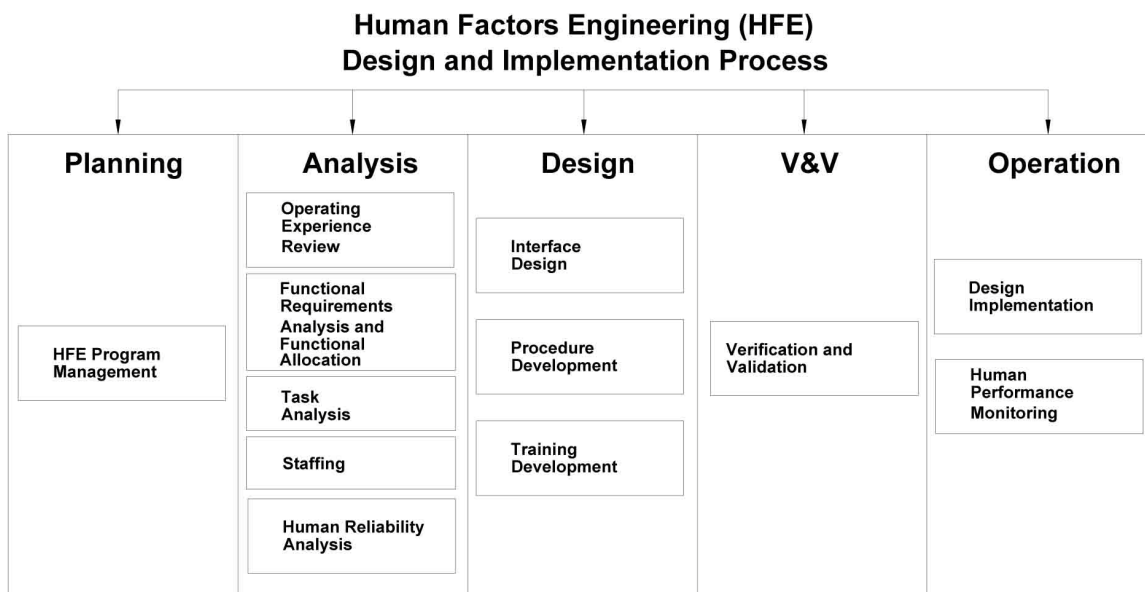 Human Factors Engineering (HFE)
Design and Implementation Process
Planning
HFE Program
Management
Analysis
Operating
Experience
Review
Functional
Requirements
Analysis and
Functional
Allocation
Task
Analysis
Staffing
Human Reliability
Analysis
Design
Interface
Design
Procedure
Development
Training
Development
V&V
Verification and
Validation
Operation
Design
Implementation
Human
Performance
Monitoring